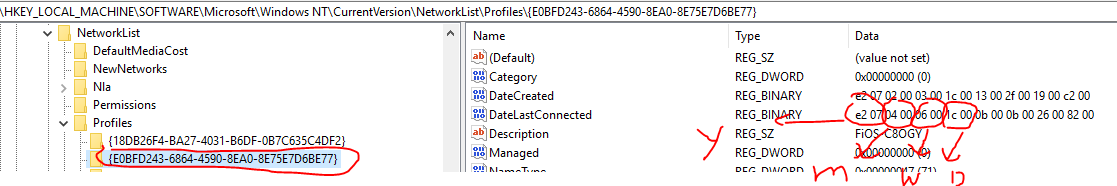 \HKEY_LOCAL_MACHINE\SOFTWARE\Microsoft\Windows NT\CurrentVersion\NetworkList\Profiles\{E0BFD243-6864-4590-8EA0-8E75E7D6BE77}
NetworkList
DefaultMediaCost
NewNetworks
Nla
Permissions
Profiles
{18DB26F4-BA27-4031-B6DF-0B7C635C4DF2}
{E0BFD243-6864-4590-8EA0-8E75E7D6BE77}
Name Type Data
(Default) REG_SZ (value not set)
Category REG_DWORD 0x00000000 (0)
DateCreated REG_BINARY e2 07 02 00 03 00 1c 00 13 00 2f 00 19 00 c2 00
DateLastConnected REG_BINARY e2 07 04 00 06 00 1c 00 0b 00 0b 00 26 00 82 00
Description REG_SZ FiOS-C8OGY
Managed REG_DWORD 0x00000000 (0)
NameType REG_DWORD 0x00000047 (71)
Y m w D